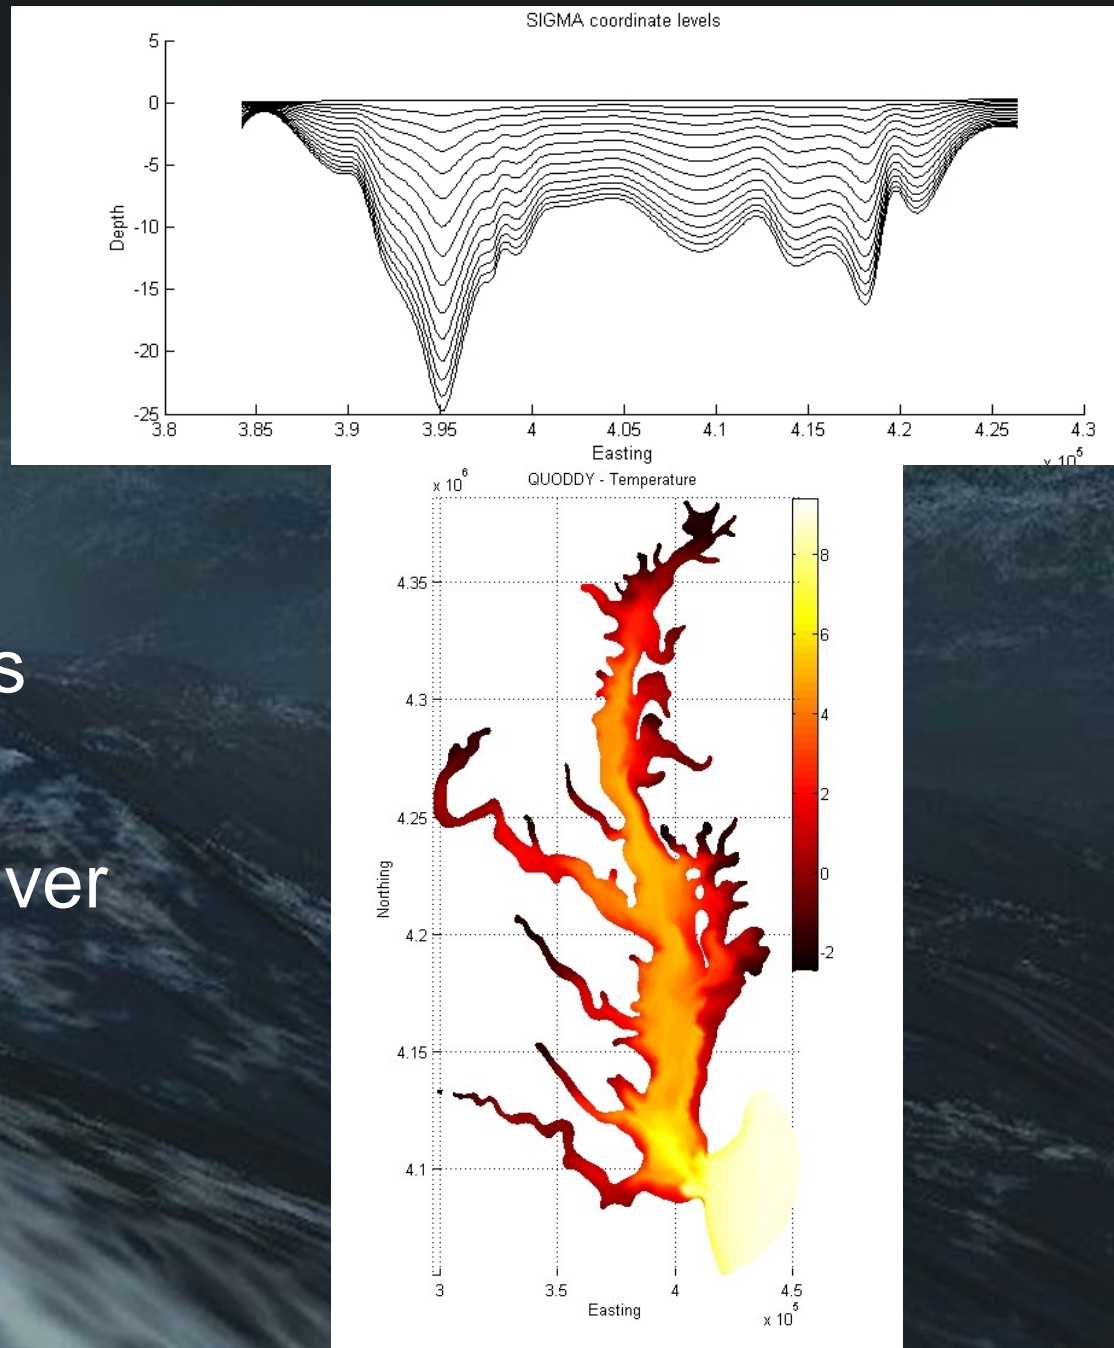 SIGMA coordinate levels
5
0
-5
-10
-15
-20
-25
Depth
3.8 3.85 3.9 3.95 4 4.05 4.1 4.15 4.2 4.25 4.3
Easting
x 10^5
s
ver
x 10^6
QUODDY - Temperature
4.35
4.3
4.25
4.2
4.15
4.1
Northing
8
6
4
2
0
-2
3 3.5 4 4.5
Easting
x 10^5